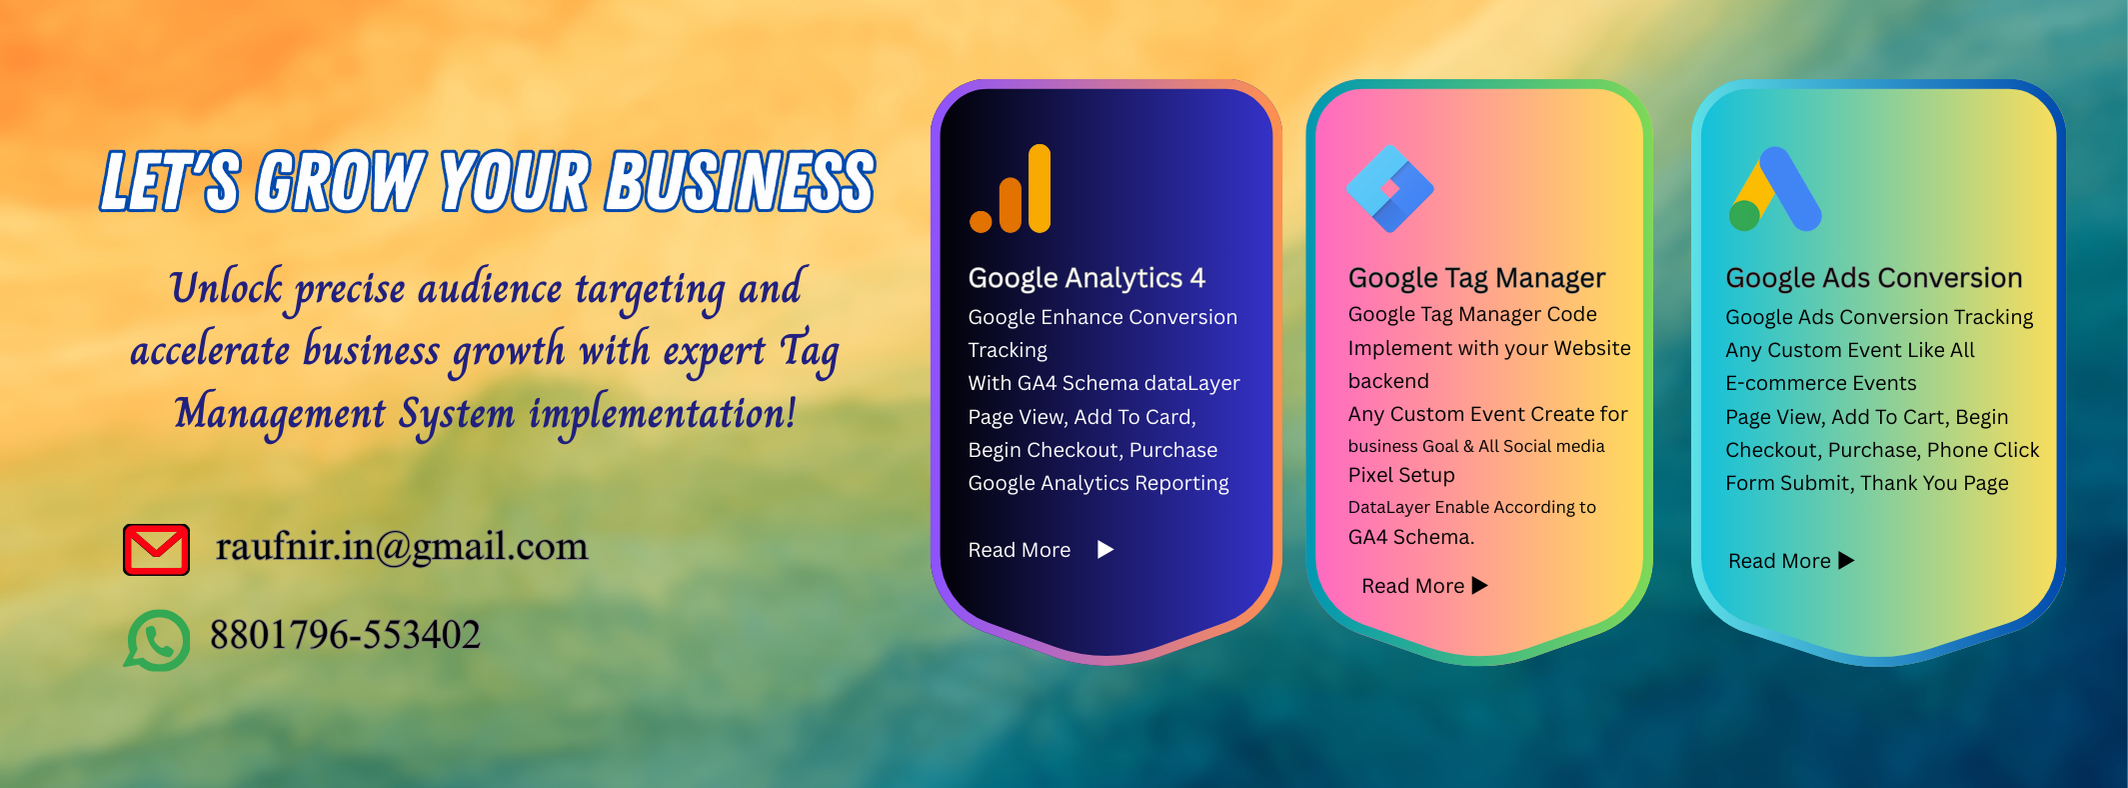 LET'S GROW YOUR BUSINESS
Unlock precise audience targeting and
accelerate business growth with expert Tag
Management System implementation!
raufnir.in@gmail.com
8801796-553402
Google Analytics 4
Google Enhance Conversion
Tracking
With GA4 Schema dataLayer
Page View, Add To Card,
Begin Checkout, Purchase
Google Analytics Reporting
Read More
Google Tag Manager
Google Tag Manager Code
Implement with your Website
backend
Any Custom Event Create for
business Goal & All Social media
Pixel Setup
DataLayer Enable According to
GA4 Schema.
Read More
Google Ads Conversion
Google Ads Conversion Tracking
Any Custom Event Like All
E-commerce Events
Page View, Add To Cart, Begin
Checkout, Purchase, Phone Click
Form Submit, Thank You Page
Read More